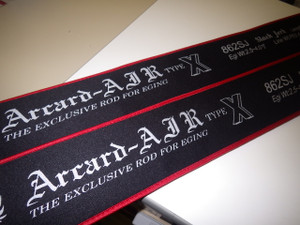 Arcard-AIR TYPE X
THE EXCLUSIVE ROD FOR EGING
862SJ
Arcard-AIR TYPE X
THE EXCLUSIVE ROD FOR EGING
862SJ